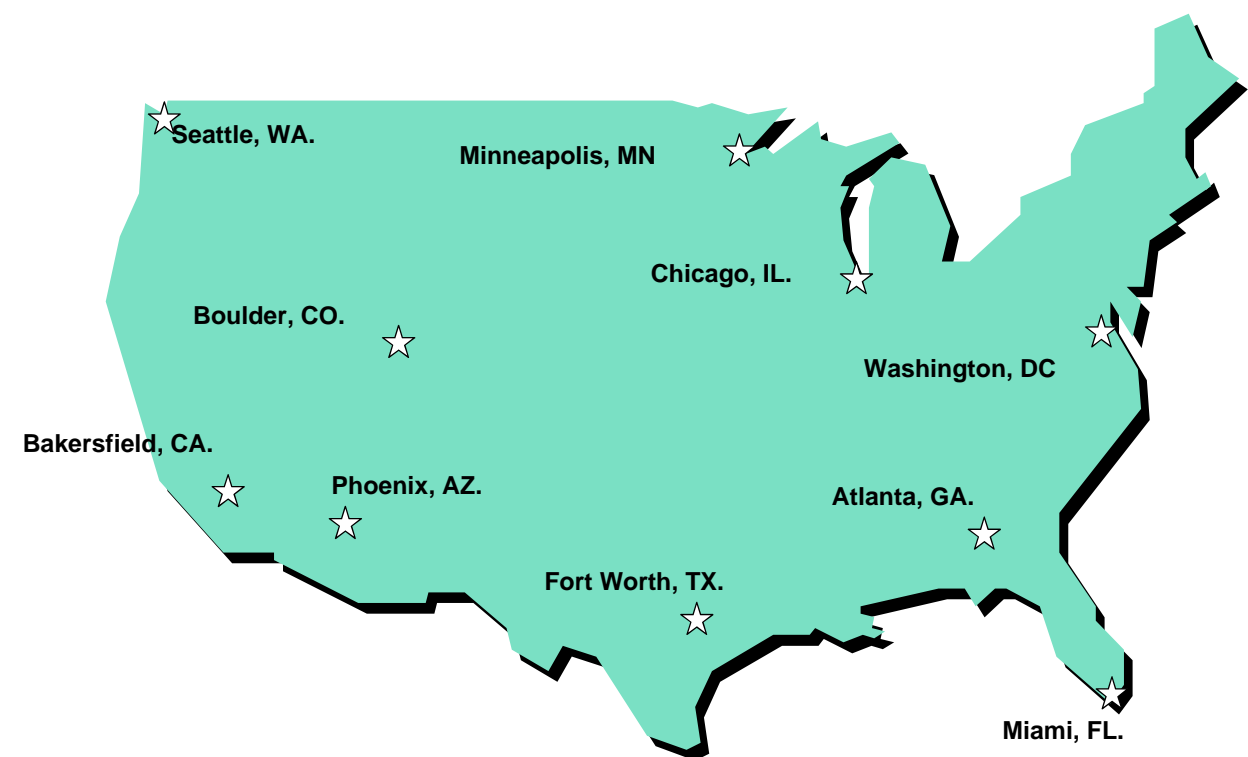 Seattle, WA.
Minneapolis, MN
Chicago, IL.
Boulder, CO.
Washington, DC
Bakersfield, CA.
Phoenix, AZ.
Atlanta, GA.
Fort Worth, TX.
Miami, FL.